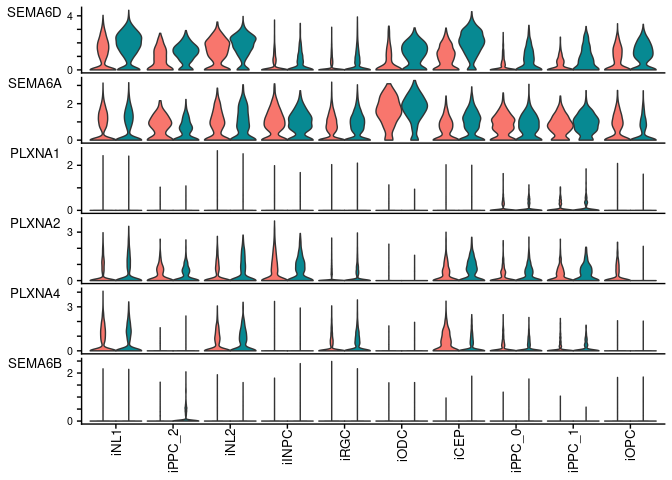 SEMA6D
4
2
0
SEMA6A
2
0
PLXNA1
2
0
PLXNA2
3
0
PLXNA4
3
0
SEMA6B
2
0
iNL1
iPPC_2
iNL2
iINPC
iRGC
iODC
iCEP
iPPC_0
iPPC_1
iOPC